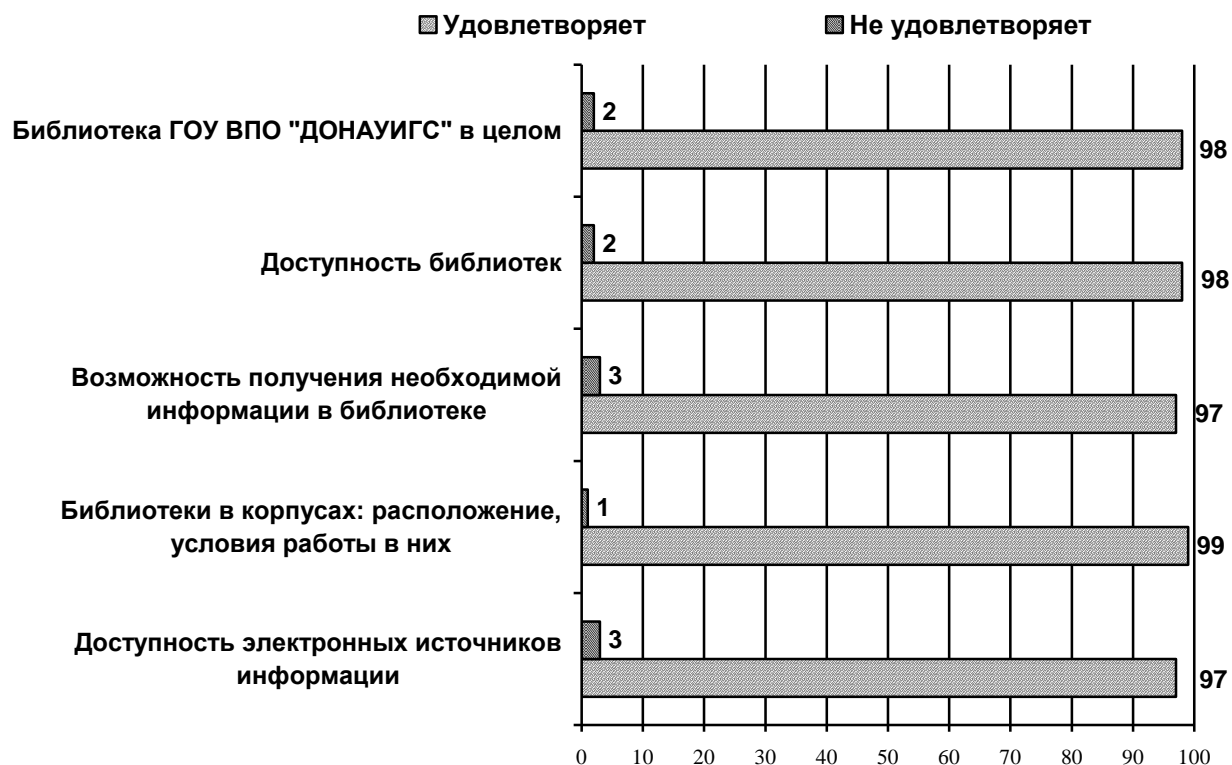 Удовлетворяет Не удовлетворяет
Библиотека ГОУ ВПО "ДОНАУИГС" в целом
2
98
Доступность библиотек
2
98
Возможность получения необходимой
информации в библиотеке
3
97
Библиотеки в корпусах: расположение,
условия работы в них
1
99
Доступность электронных источников
информации
3
97
0 10 20 30 40 50 60 70 80 90 100